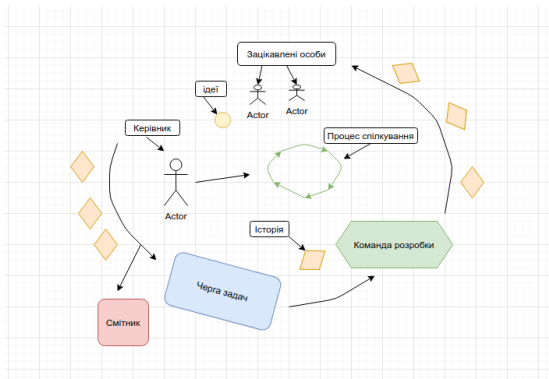 Зацікавлені особи
ідеї
Actor
Actor
Керівник
Процес спілкування
Actor
Історія
Команда розробки
Черга задач
Смітник